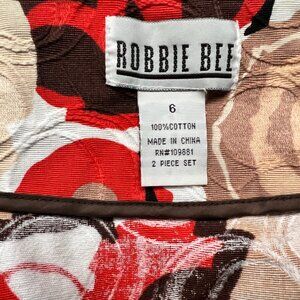 ROBBIE BEE
6
100%COTTON
MADE IN CHINA
RN#109881
2 PIECE SET